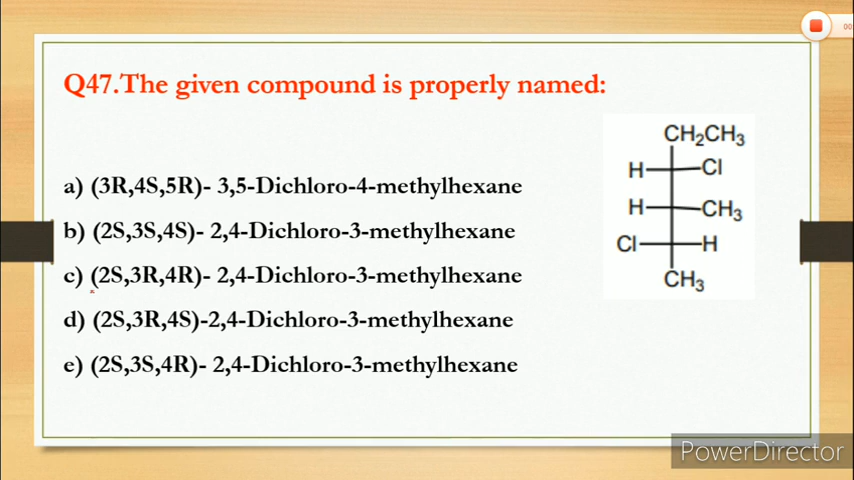 00
Q47.The given compound is properly named:
CH2CH3
H Cl
a) (3R,4S,5R)- 3,5-Dichloro-4-methylhexane
H CH3
b) (2S,3S,4S)- 2,4-Dichloro-3-methylhexane
Cl H
c) (2S,3R,4R)- 2,4-Dichloro-3-methylhexane
CH3
d) (2S,3R,4S)-2,4-Dichloro-3-methylhexane
e) (2S,3S,4R)- 2,4-Dichloro-3-methylhexane
PowerDirector